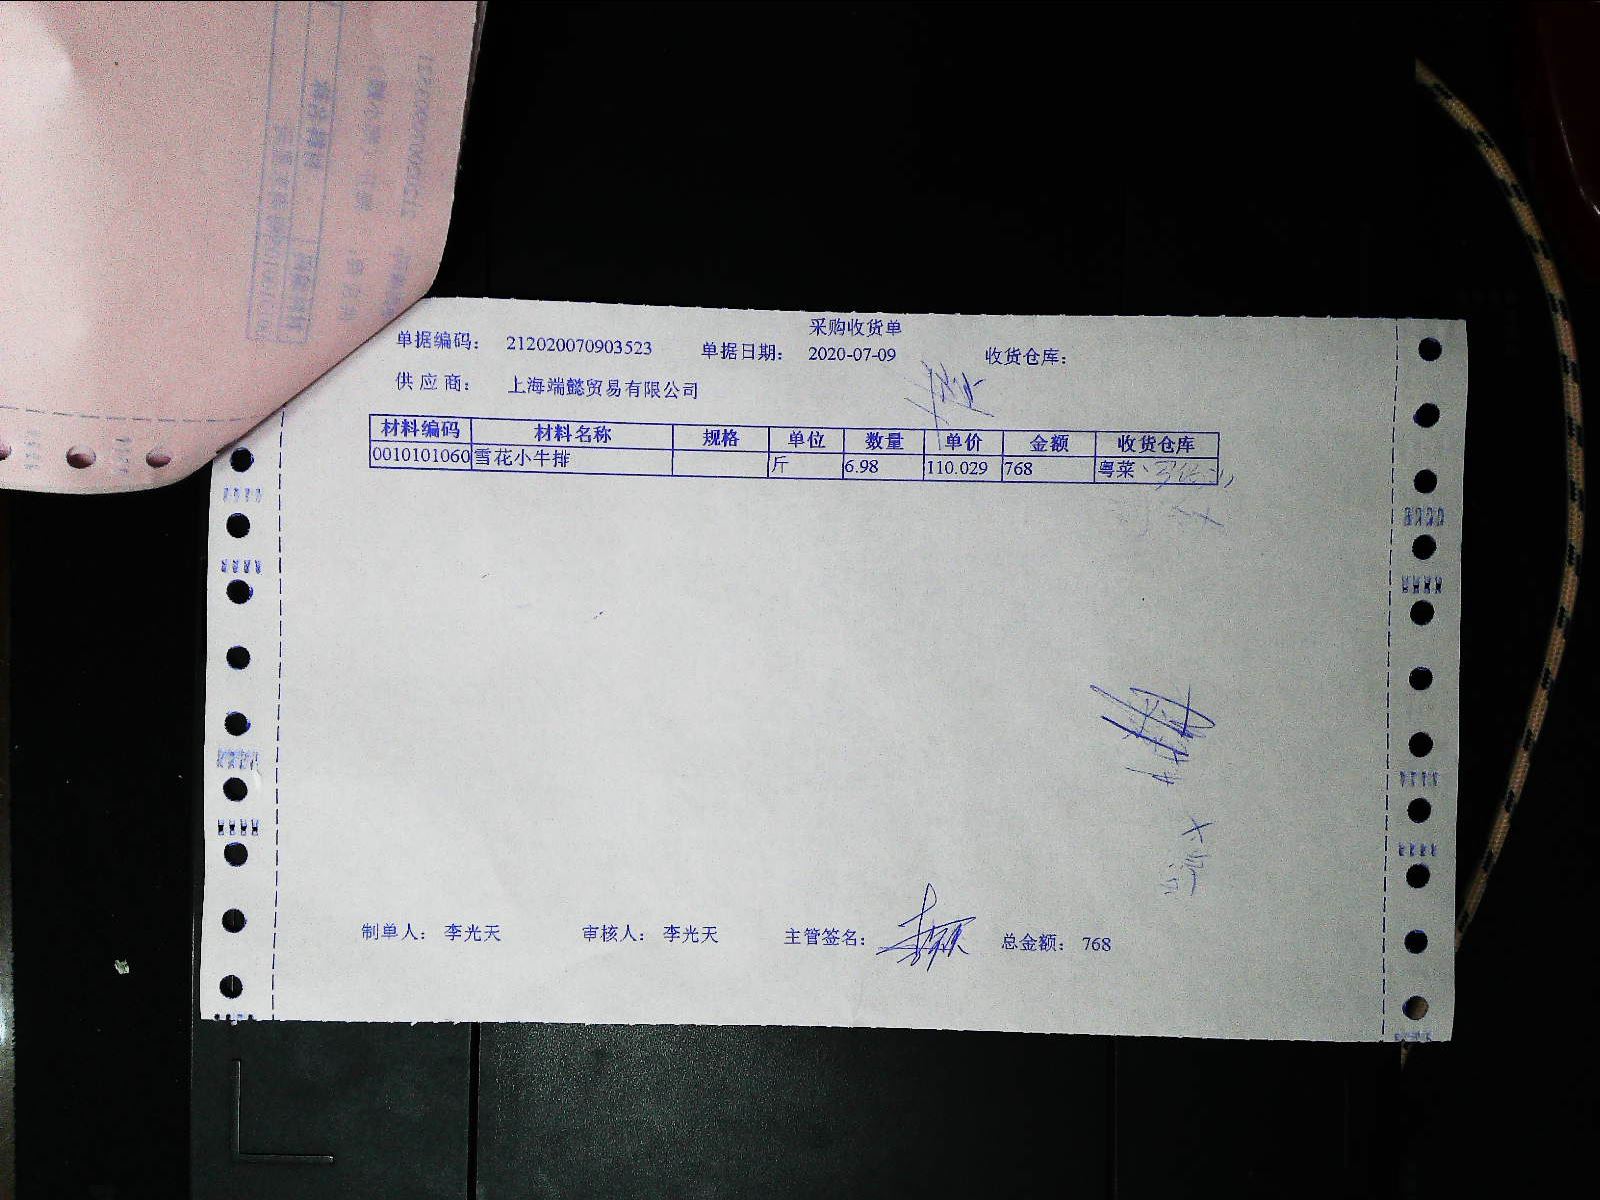 采购收货单
单据编码： 212020070903523 单据日期： 2020-07-09 收货仓库：
供 应 商： 上海端懿贸易有限公司
材料编码 材料名称 规格 单位 数量 单价 金额 收货仓库
0010101060 雪花小牛排 斤 6.98 110.029 768 粤菜
制单人： 李光天 审核人： 李光天 主管签名： 总金额： 768